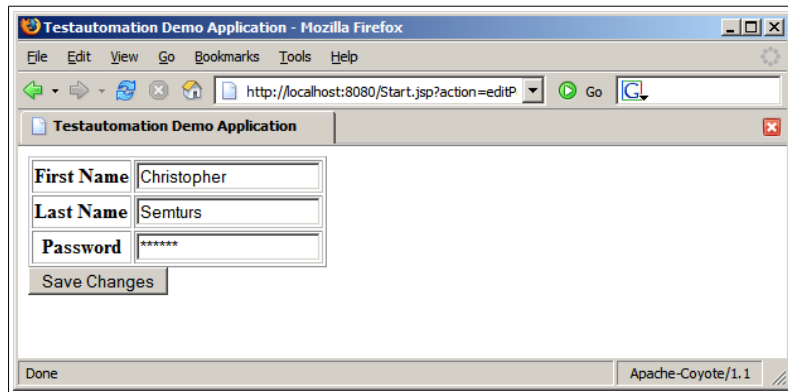 Testautomation Demo Application - Mozilla Firefox
File Edit View Go Bookmarks Tools Help
http://localhost:8080/Start.jsp?action=editP Go G
Testautomation Demo Application
First Name Christopher
Last Name Semturs
Password ******
Save Changes
Done Apache-Coyote/1.1